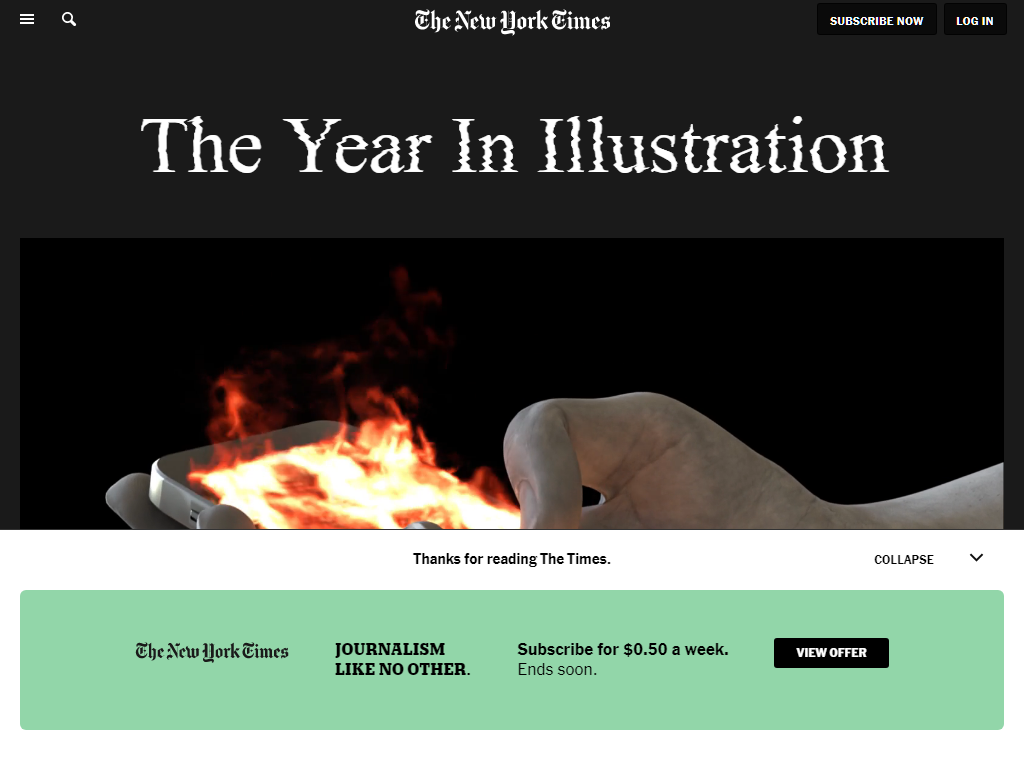 The New York Times
SUBSCRIBE NOW
LOG IN
The Year In Illustration
Thanks for reading The Times.
COLLAPSE
The New York Times
JOURNALISM
LIKE NO OTHER.
Subscribe for $0.50 a week.
Ends soon.
VIEW OFFER